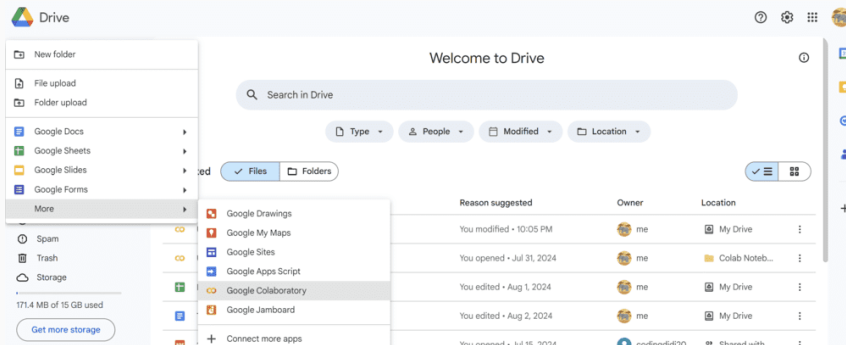 Drive
New folder
File upload
Folder upload
Google Docs
Google Sheets
Google Slides
Google Forms
More
Google Drawings
Google My Maps
Google Sites
Google Apps Script
Google Colaboratory
Google Jamboard
Connect more apps
Spam
Trash
Storage
171.4 MB of 15 GB used
Get more storage
Welcome to Drive
Search in Drive
Type
People
Modified
Location
Files
Folders
Reason suggested Owner Location
You modified • 10:05 PM me My Drive
You opened • Jul 31, 2024 me Colab Noteb...
You edited • Aug 1, 2024 me My Drive
You edited • Aug 2, 2024 me My Drive
You opened • Jul 15, 2024 codingdidi20 Shared with